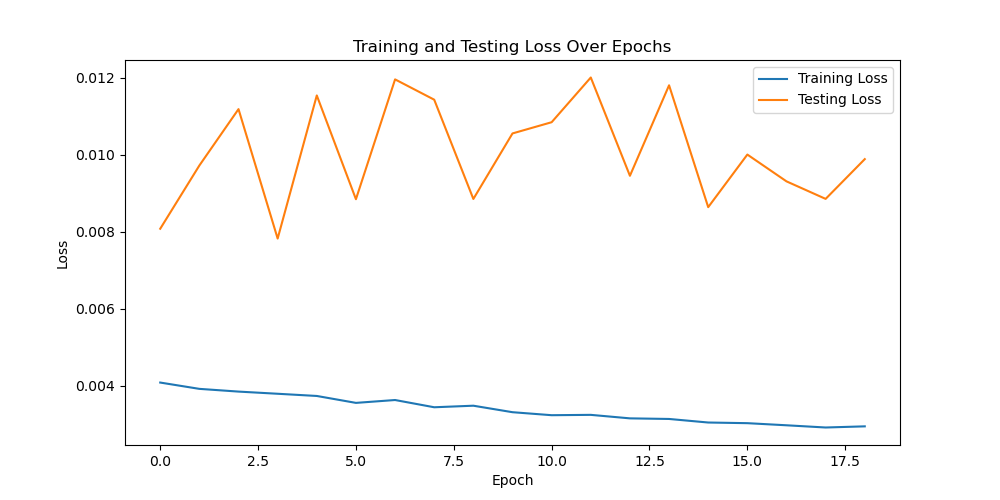 Training and Testing Loss Over Epochs
Training Loss
Testing Loss
0.012
0.010
0.008
0.006
0.004
Loss
0.0 2.5 5.0 7.5 10.0 12.5 15.0 17.5
Epoch